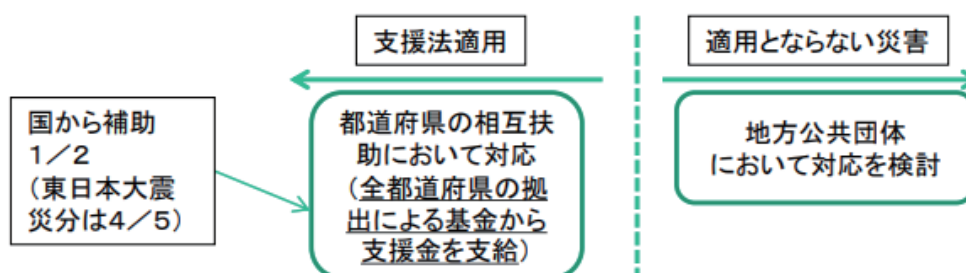 支援法適用
適用とならない災害
国から補助
1/2
(東日本大震
災分は4/5)
都道府県の相互扶
助において対応
(全都道府県の拠
出による基金から
支援金を支給)
地方公共団体
において対応を検討